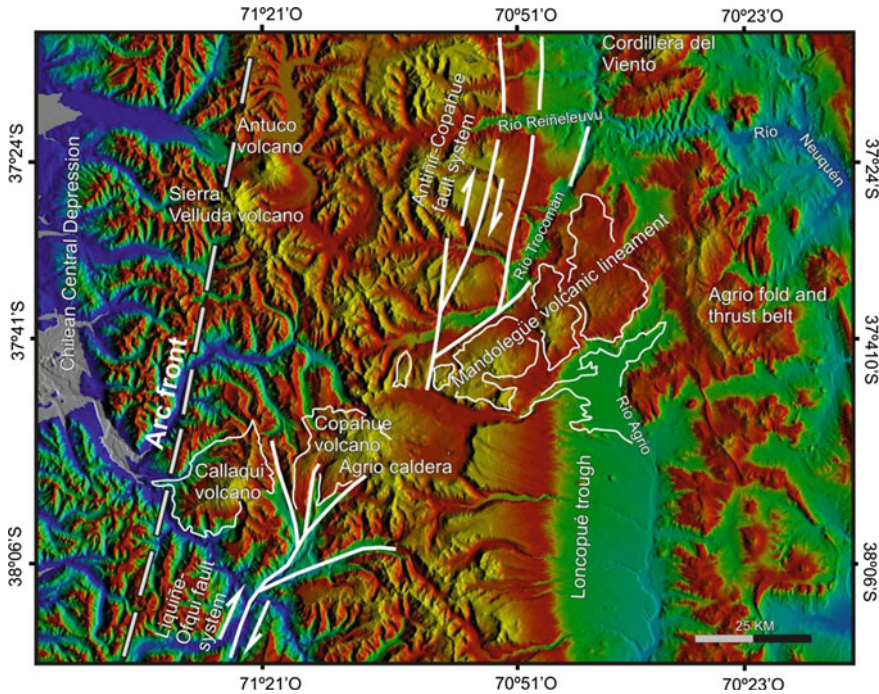 71°21'O
70°51'O
70°23'O
Cordillera del
Viento
Río Reiñeleuvu
Río
Neuquén
Antuco
volcano
Antiñir-Copahue
fault system
37°24'S
37°24'S
Sierra
Velluda volcano
Río Trocomán
Chilean Central Depression
Mandolegüe volcanic lineament
Agrio fold and
thrust belt
37°41'S
37°41'0S
Arc front
Río Agrio
Copahue
volcano
Agrio caldera
Callaqui
volcano
Loncopué trough
38°06'S
38°06'S
Liquiñe-
Ofqui fault
system
25 KM
71°21'O
70°51'O
70°23'O